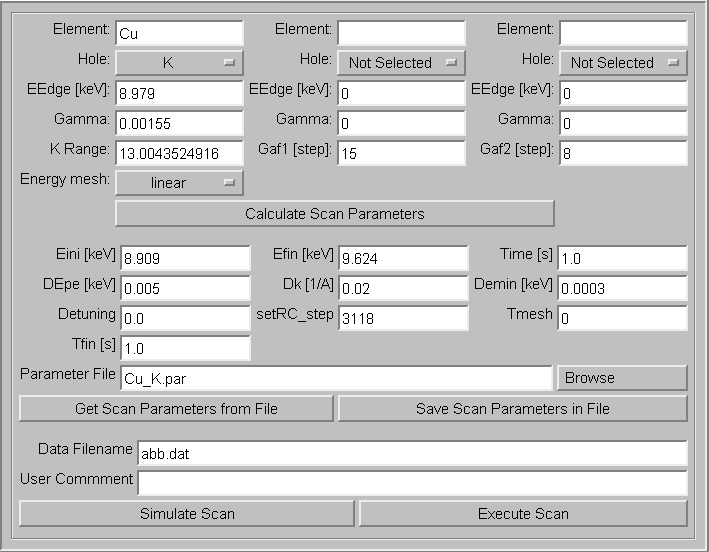 Element: Cu Element: Element:
Hole: K Hole: Not Selected Hole: Not Selected
EEdge [keV]: 8.979 EEdge [keV]: 0 EEdge [keV]: 0
Gamma: 0.00155 Gamma: 0 Gamma: 0
K Range: 13.0043524916 Gaf1 [step]: 15 Gaf2 [step]: 8
Energy mesh: linear
Calculate Scan Parameters
Eini [keV] 8.909 Efin [keV] 9.624 Time [s] 1.0
DEpe [keV] 0.005 Dk [1/A] 0.02 Demin [keV] 0.0003
Detuning 0.0 setRC_step 3118 Tmesh 0
Tfin [s] 1.0
Parameter File Cu_K.par Browse
Get Scan Parameters from File Save Scan Parameters in File
Data Filename abb.dat
User Commment
Simulate Scan Execute Scan